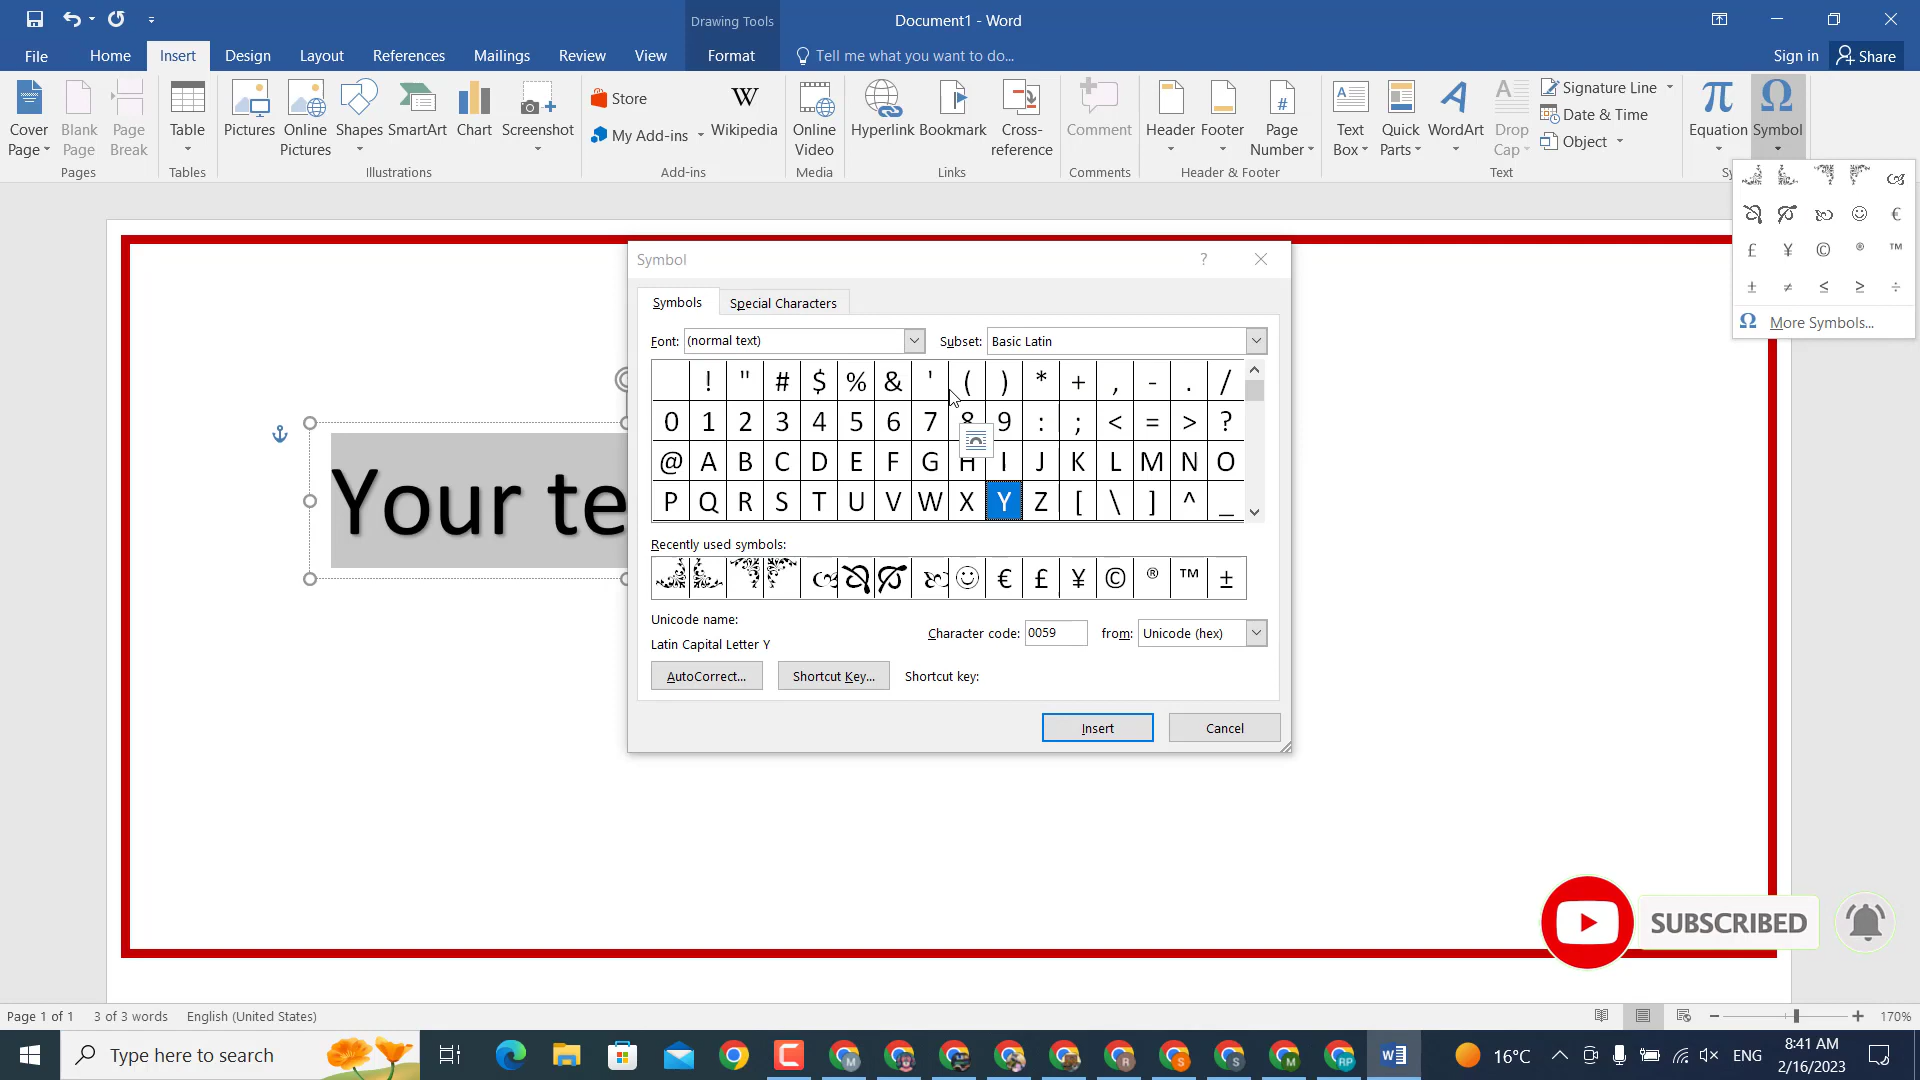 Drawing Tools
Document1 - Word
File Home Insert Design Layout References Mailings Review View Format Tell me what you want to do...
Sign in Share
Cover Page
Blank Page
Page Break
Table
Pictures
Online Pictures
Shapes
SmartArt
Chart
Screenshot
Store
My Add-ins
Wikipedia
Online Video
Hyperlink
Bookmark
Cross-reference
Comment
Header
Footer
Page Number
Text Box
Quick Parts
WordArt
Drop Cap
Signature Line
Date & Time
Object
Equation
Symbol
Pages Tables Illustrations Add-ins Media Links Comments Header & Footer Text
€
£ ¥ © ® ™
± ≠ ≤ ≥ ÷
Ω More Symbols...
Your te
Symbol
? ×
Symbols Special Characters
Font: (normal text) Subset: Basic Latin
! " # $ % & ' ( ) * + , - . /
0 1 2 3 4 5 6 7 8 9 : ; < = > ?
@ A B C D E F G H I J K L M N O
P Q R S T U V W X Y Z [ \ ] ^ _
Recently used symbols:
☺ € £ ¥ © ® ™ ±
Unicode name:
Latin Capital Letter Y
Character code: 0059 from: Unicode (hex)
AutoCorrect... Shortcut Key... Shortcut key:
Insert Cancel
SUBSCRIBED
Page 1 of 1 3 of 3 words English (United States)
170%
Type here to search
16°C
ENG
8:41 AM
2/16/2023